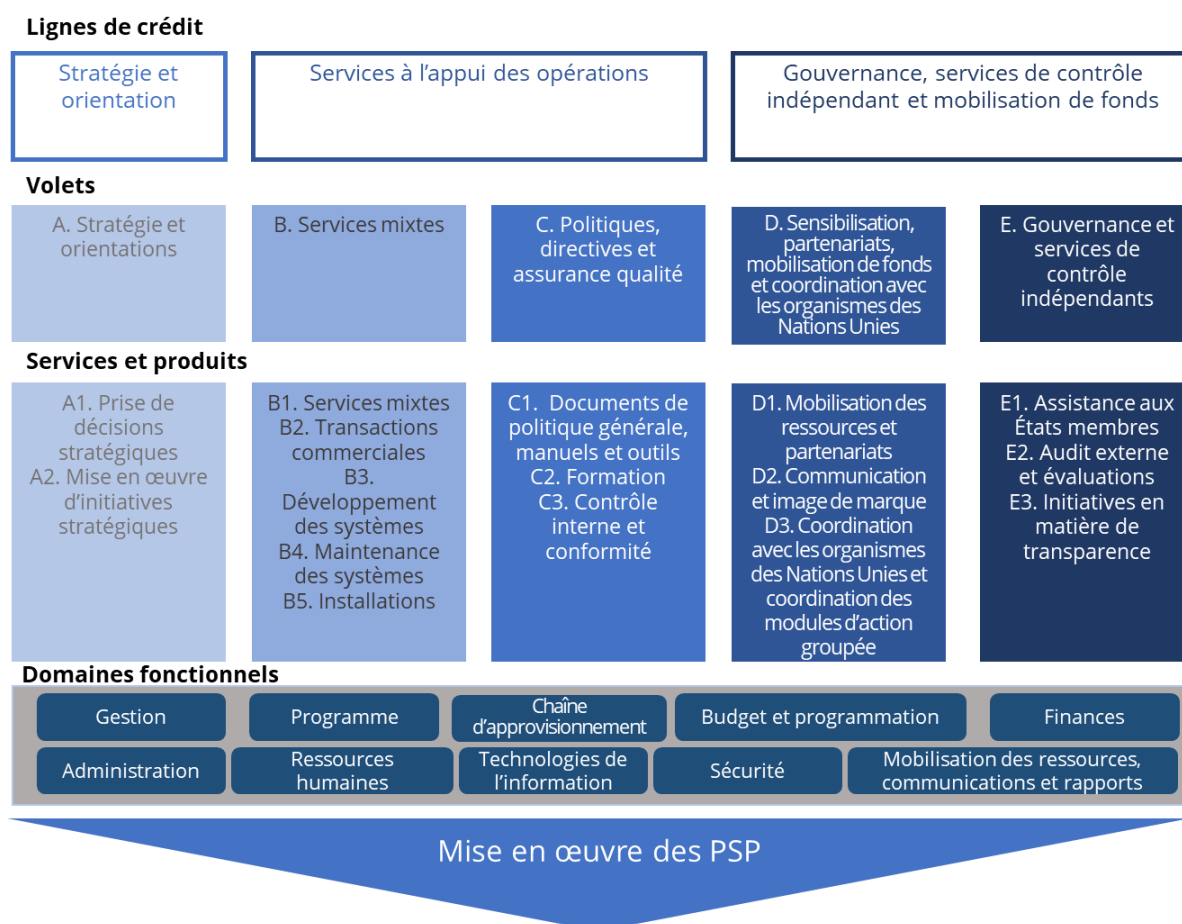 Lignes de crédit
Stratégie et
orientation
Services à l'appui des opérations
Gouvernance, services de contrôle
indépendant et mobilisation de fonds
Volets
A. Stratégie et
orientations
B. Services mixtes
C. Politiques,
directives et
assurance qualité
D. Sensibilisation,
partenariats,
mobilisation de fonds
et coordination avec
les organismes des
Nations Unies
E. Gouvernance et
services de
contrôle
indépendants
Services et produits
A1. Prise de
décisions
stratégiques
A2. Mise en œuvre
d'initiatives
stratégiques
B1. Services mixtes
B2. Transactions
commerciales
B3.
Développement
des systèmes
B4. Maintenance
des systèmes
B5. Installations
C1. Documents de
politique générale,
manuels et outils
C2. Formation
C3. Contrôle
interne et
conformité
D1. Mobilisation des
ressources et
partenariats
D2. Communication
et image de marque
D3. Coordination
avec les organismes
des Nations Unies et
coordination des
modules d'action
groupée
E1. Assistance aux
États membres
E2. Audit externe
et évaluations
E3. Initiatives en
matière de
transparence
Domaines fonctionnels
Gestion
Programme
Chaîne
d'approvisionnement
Budget et programmation
Finances
Administration
Ressources
humaines
Technologies de
l'information
Sécurité
Mobilisation des ressources,
communications et rapports
Mise en œuvre des PSP